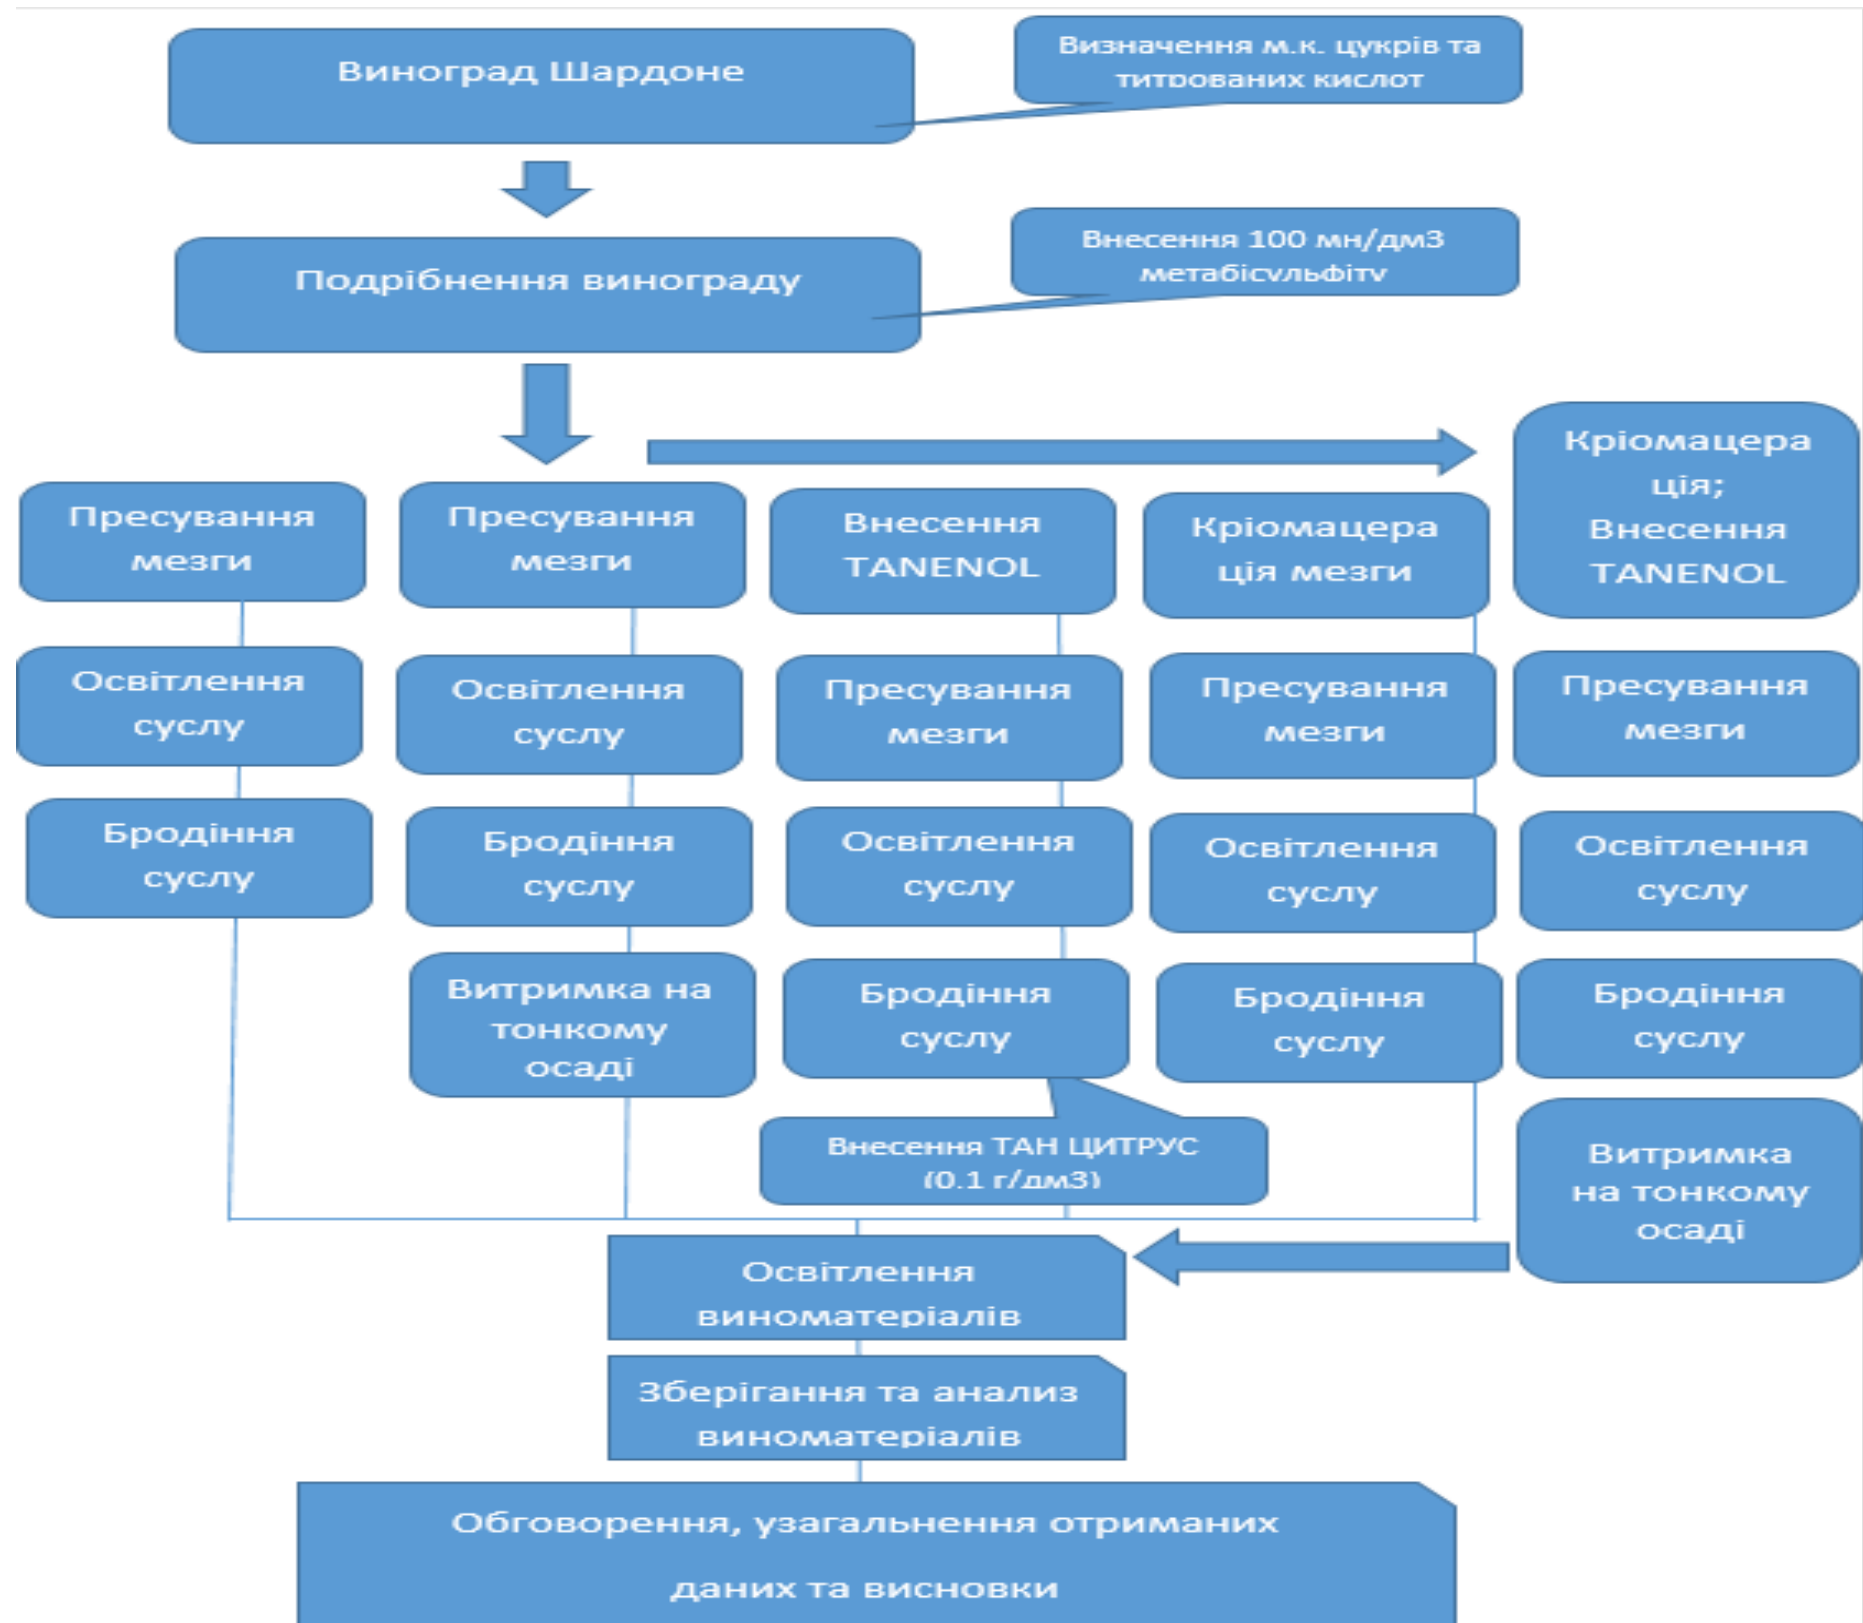 Виноград Шардоне
Визначення м.к. цукрів та
титрованих кислот
Подрібнення винограду
Внесення 100 мн/дм3
метабісульфіту
Пресування
мезги
Освітлення
суслу
Бродіння
суслу
Пресування
мезги
Освітлення
суслу
Бродіння
суслу
Витримка на
тонкому
осаді
Внесення
TANENOL
Пресування
мезги
Освітлення
суслу
Бродіння
суслу
Внесення ТАН ЦИТРУС
(0.1 г/дм3)
Кріомацера
ція мезги
Пресування
мезги
Освітлення
суслу
Бродіння
суслу
Кріомацера
ція;
Внесення
TANENOL
Пресування
мезги
Освітлення
суслу
Бродіння
суслу
Витримка
на тонкому
осаді
Освітлення
виноматеріалів
Зберігання та анализ
виноматеріалів
Обговорення, узагальнення отриманих
даних та висновки